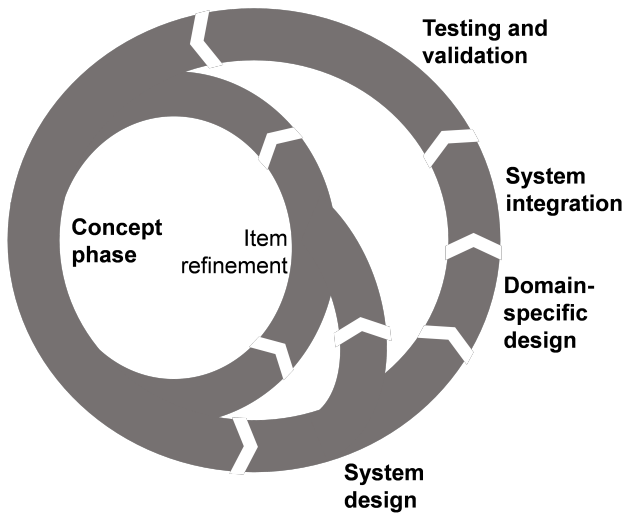 Testing and
validation
System
integration
Concept
phase
Item
refinement
Domain-
specific
design
System
design